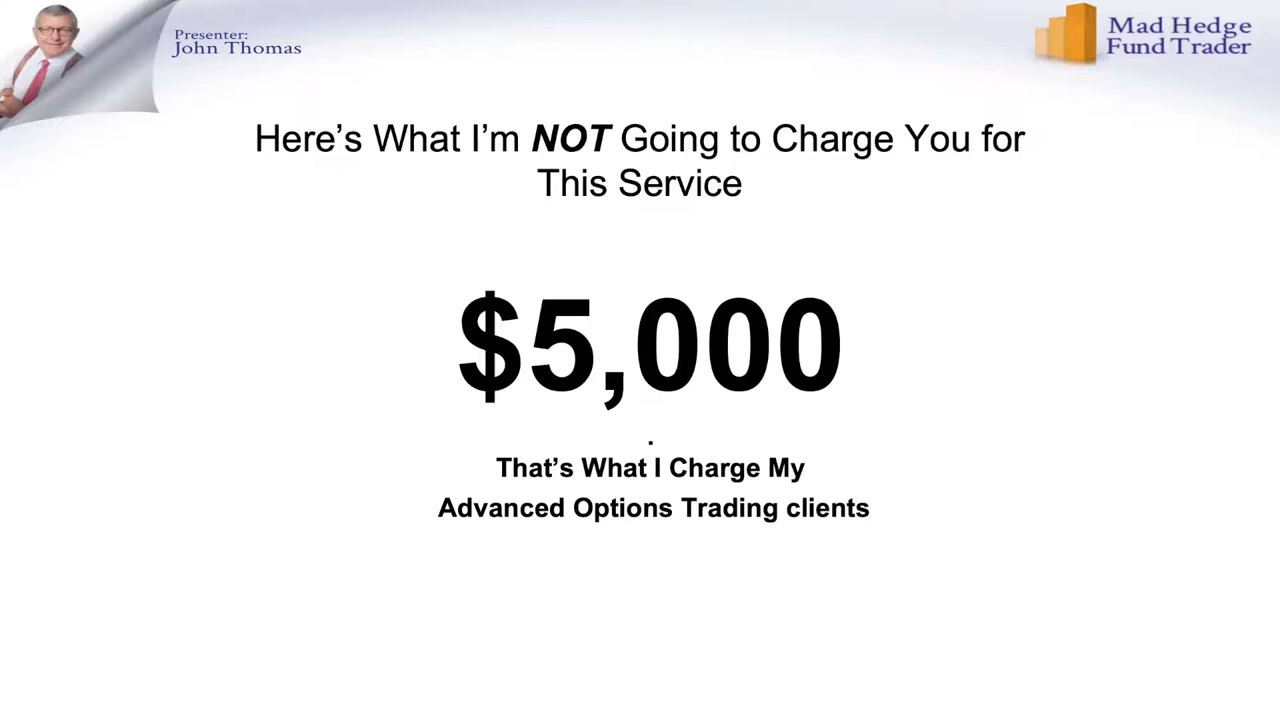 Presenter:
John Thomas
Mad Hedge
Fund Trader
Here’s What I’m NOT Going to Charge You for
This Service
$5,000
.
That’s What I Charge My
Advanced Options Trading clients